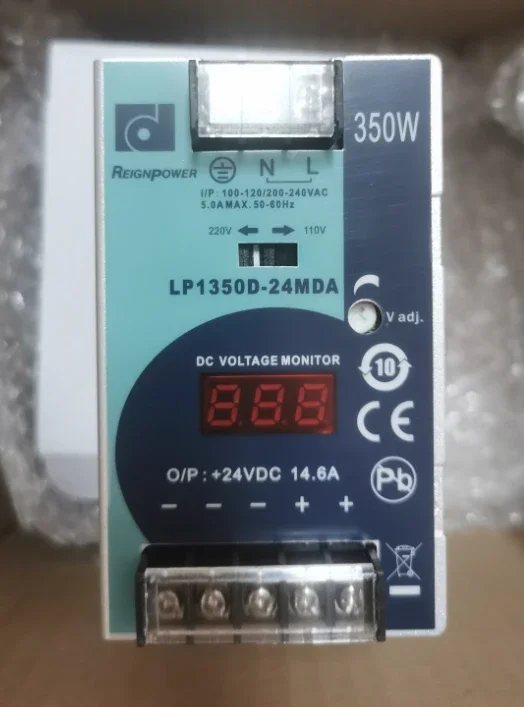 350W
REIGNPOWER
N L
I/P: 100-120/200-240VAC
5.0A MAX. 50-60Hz
220V 110V
LP1350D-24MDA
V adj.
DC VOLTAGE MONITOR
10
888
CE
O/P: +24VDC 14.6A
Pb
− − − + +